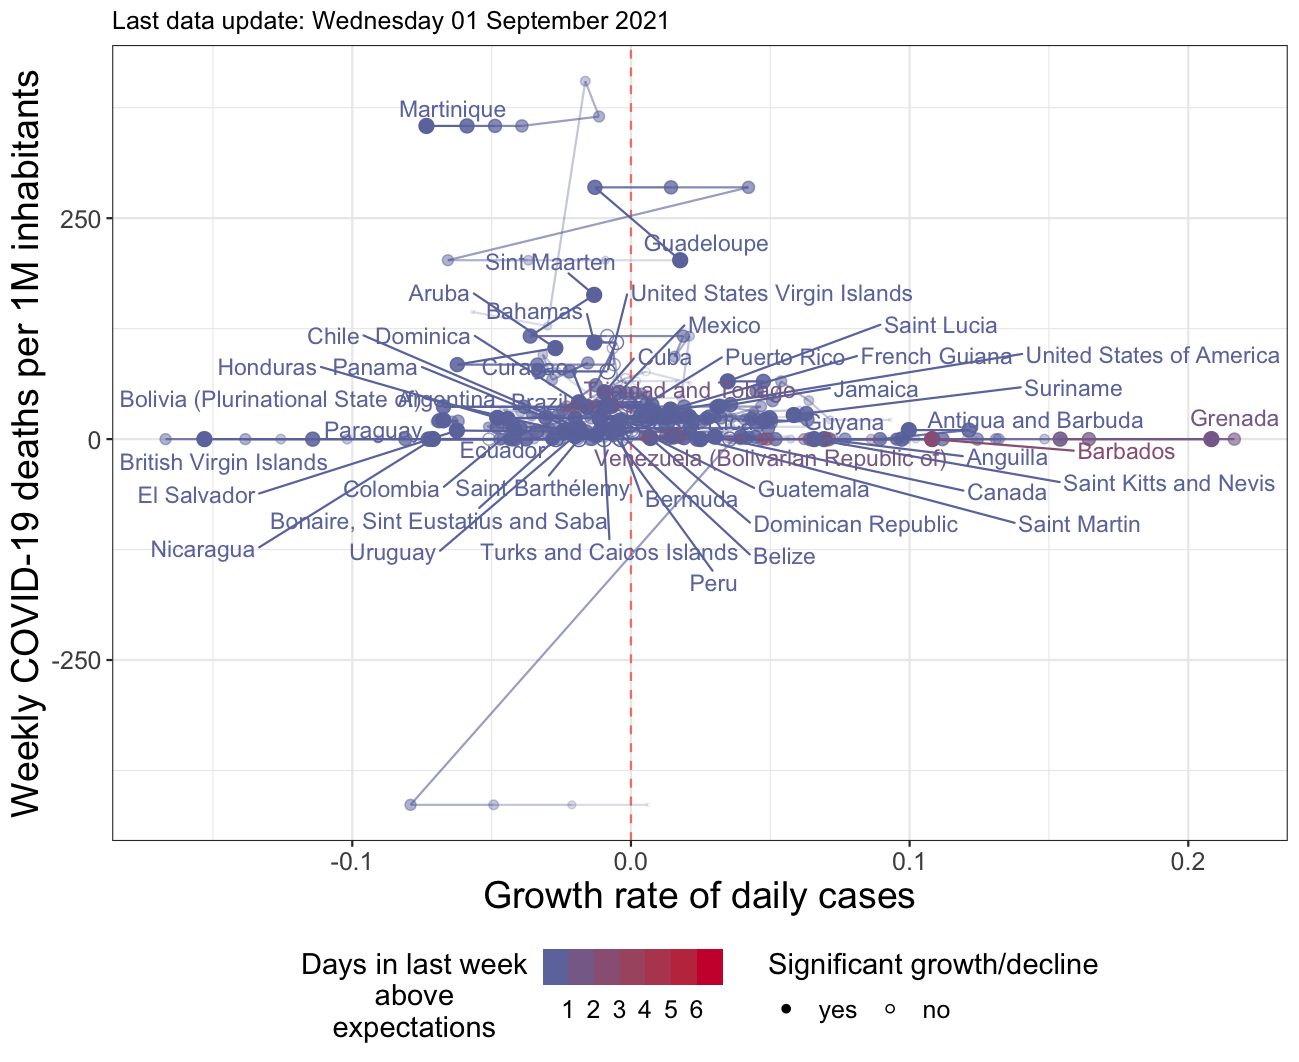 Last data update: Wednesday 01 September 2021
Weekly COVID-19 deaths per 1M inhabitants
250
0
-250
Martinique
Guadeloupe
Sint Maarten
Aruba
United States Virgin Islands
Bahamas
Mexico
Saint Lucia
Chile
Dominica
Cuba
Puerto Rico
French Guiana
United States of America
Honduras
Panama
Curaçao
Trinidad and Tobago
Jamaica
Suriname
Bolivia (Plurinational State of)
Argentina
Brazil
Grenada
Paraguay
Guyana
Antigua and Barbuda
Ecuador
Barbados
British Virgin Islands
Venezuela (Bolivarian Republic of)
Anguilla
El Salvador
Colombia
Saint Barthélemy
Guatemala
Canada
Saint Kitts and Nevis
Bermuda
Bonaire, Sint Eustatius and Saba
Dominican Republic
Saint Martin
Nicaragua
Uruguay
Turks and Caicos Islands
Belize
Peru
-0.1
0.0
0.1
0.2
Growth rate of daily cases
Days in last week
above
expectations
1 2 3 4 5 6
Significant growth/decline
yes
no